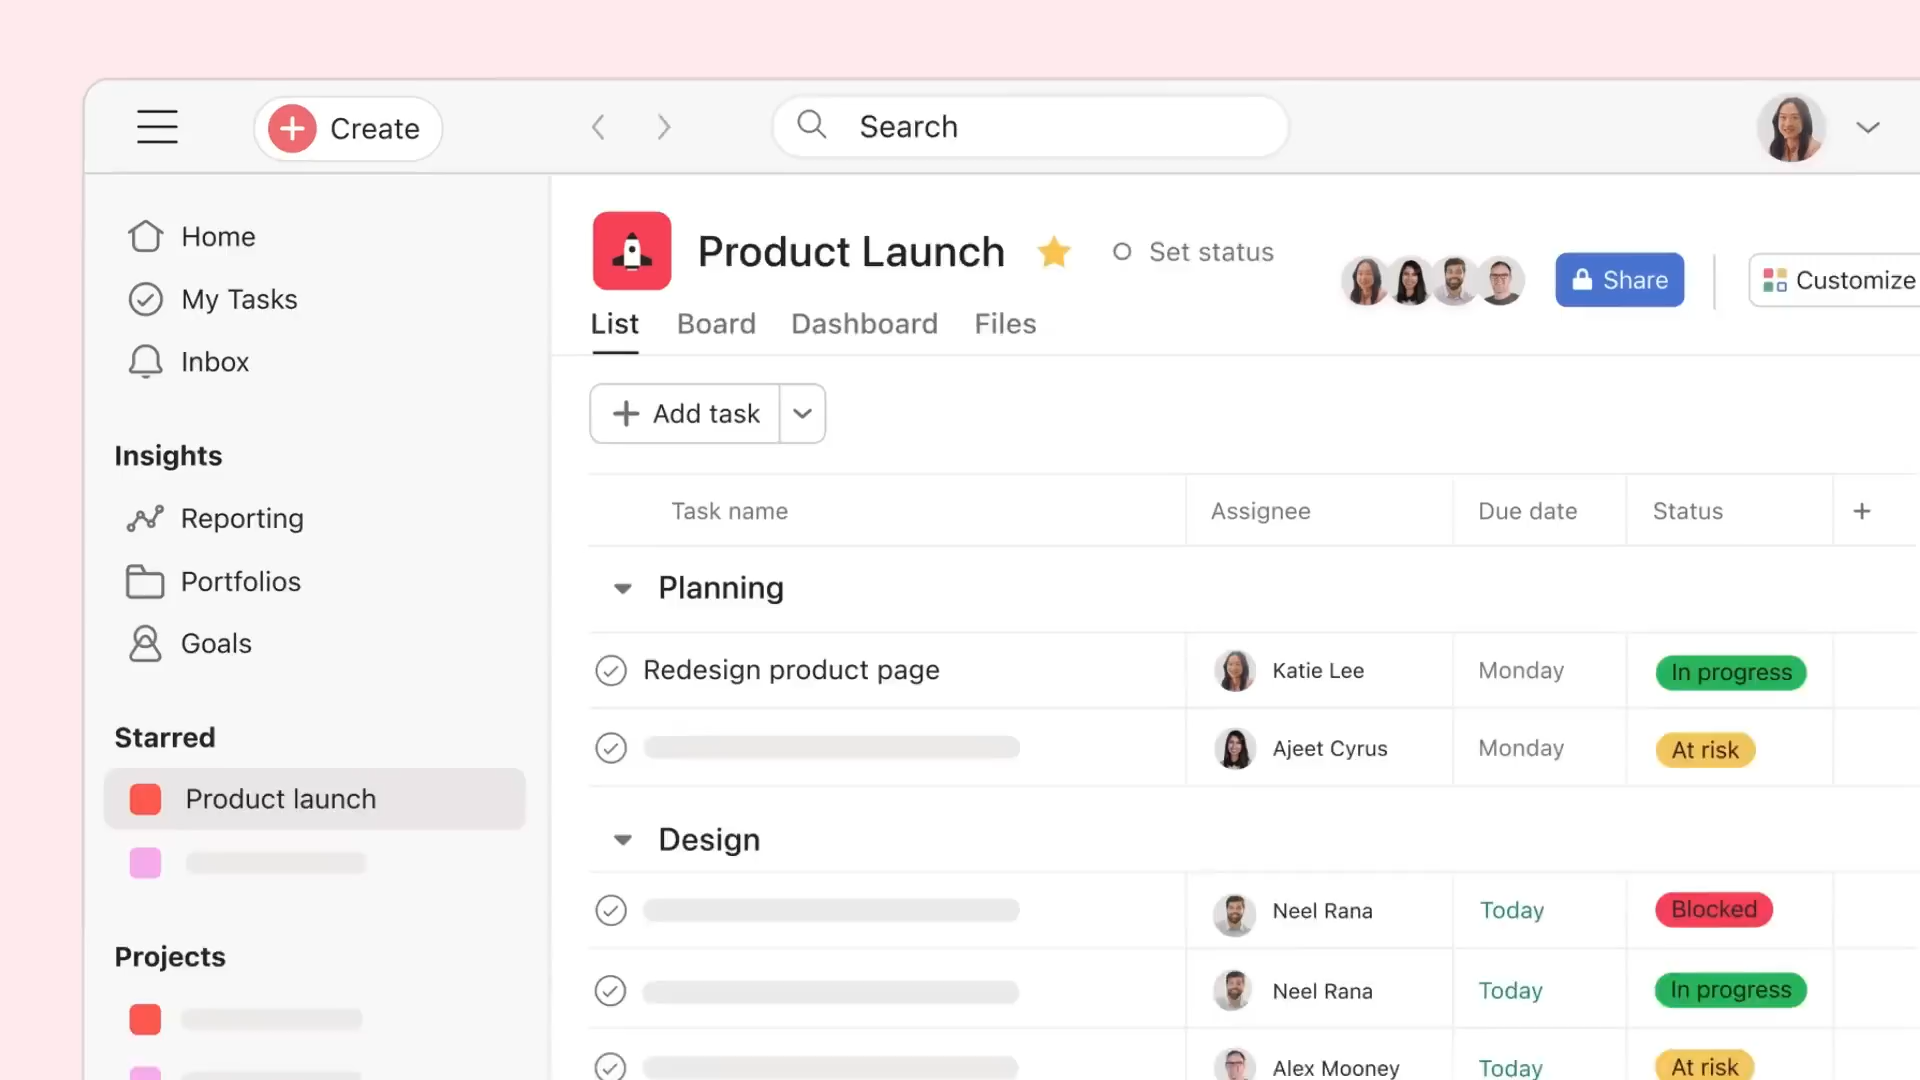 Create
Search
Home
My Tasks
Inbox
Insights
Reporting
Portfolios
Goals
Starred
Product launch
Projects
Product Launch
Set status
Share
Customize
List Board Dashboard Files
Add task
Task name Assignee Due date Status
Planning
Redesign product page Katie Lee Monday In progress
Ajeet Cyrus Monday At risk
Design
Neel Rana Today Blocked
Neel Rana Today In progress
Alex Mooney Today At risk